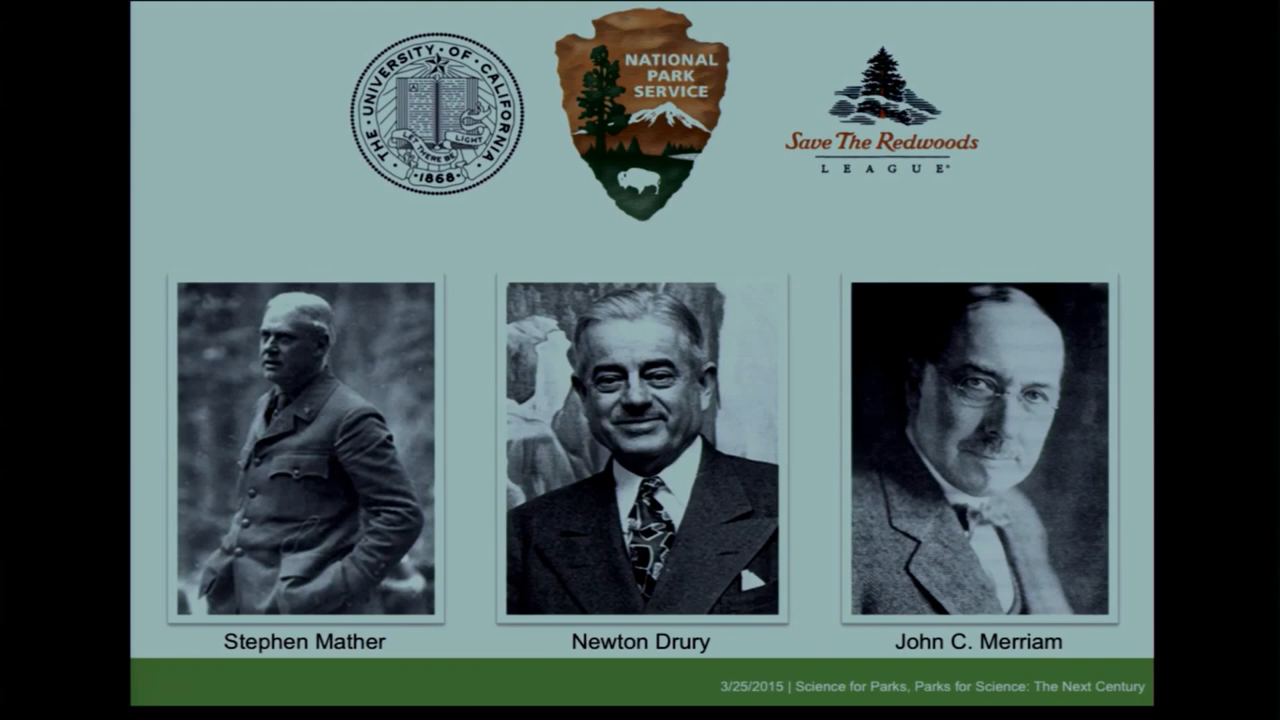 THE · UNIVERSITY · OF · CALIFORNIA
LET THERE BE LIGHT
·1868·
NATIONAL
PARK
SERVICE
Save The Redwoods
LEAGUE®
Stephen Mather
Newton Drury
John C. Merriam
3/25/2015 | Science for Parks, Parks for Science: The Next Century